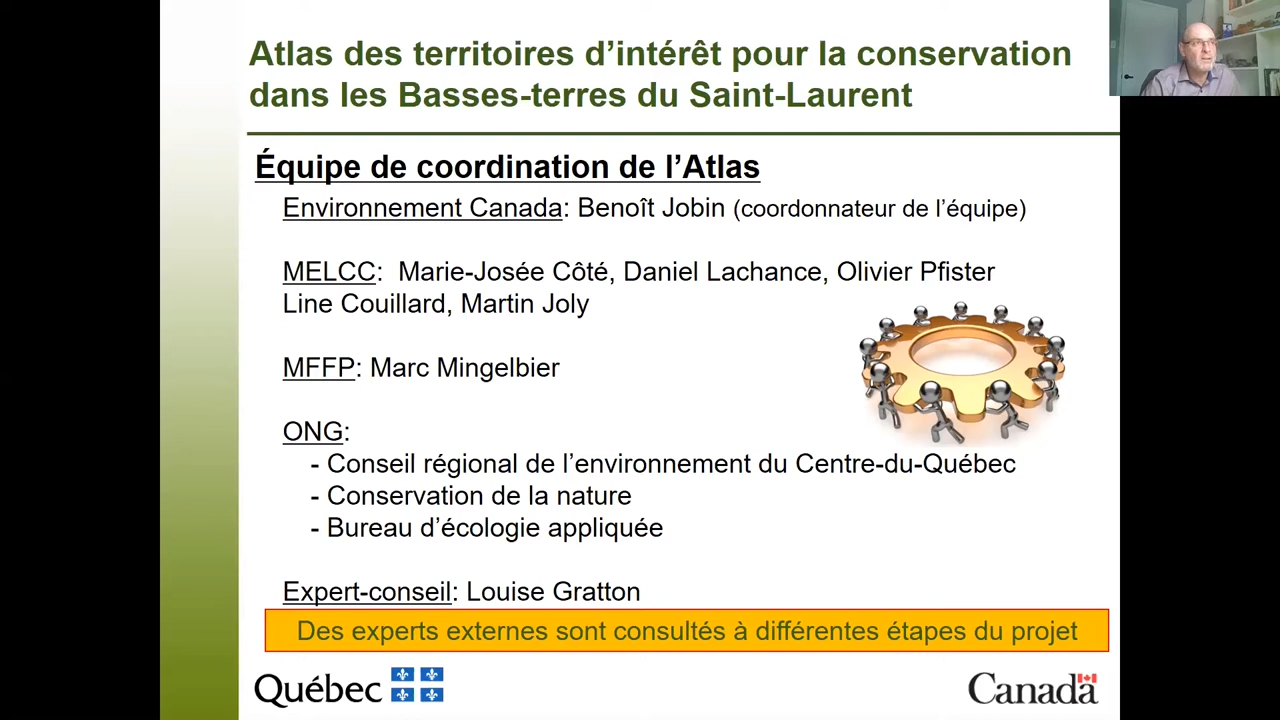 Atlas des territoires d’intérêt pour la conservation
dans les Basses-terres du Saint-Laurent
Équipe de coordination de l’Atlas
Environnement Canada: Benoît Jobin (coordonnateur de l’équipe)
MELCC: Marie-Josée Côté, Daniel Lachance, Olivier Pfister
Line Couillard, Martin Joly
MFFP: Marc Mingelbier
ONG:
- Conseil régional de l’environnement du Centre-du-Québec
- Conservation de la nature
- Bureau d’écologie appliquée
Expert-conseil: Louise Gratton
Des experts externes sont consultés à différentes étapes du projet
Québec
Canada